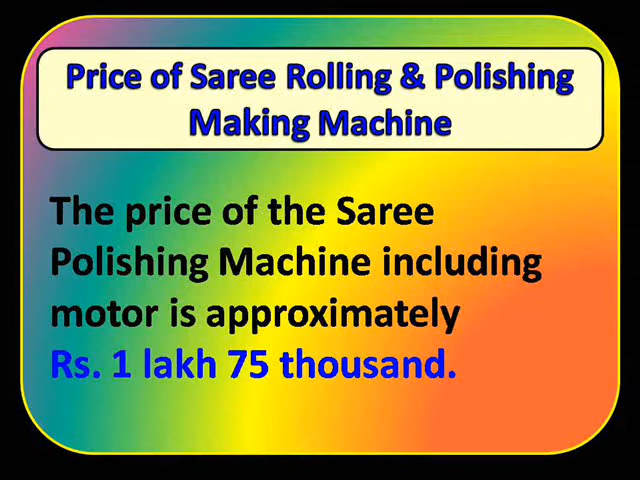 Price of Saree Rolling & Polishing
Making Machine
The price of the Saree
Polishing Machine including
motor is approximately
Rs. 1 lakh 75 thousand.